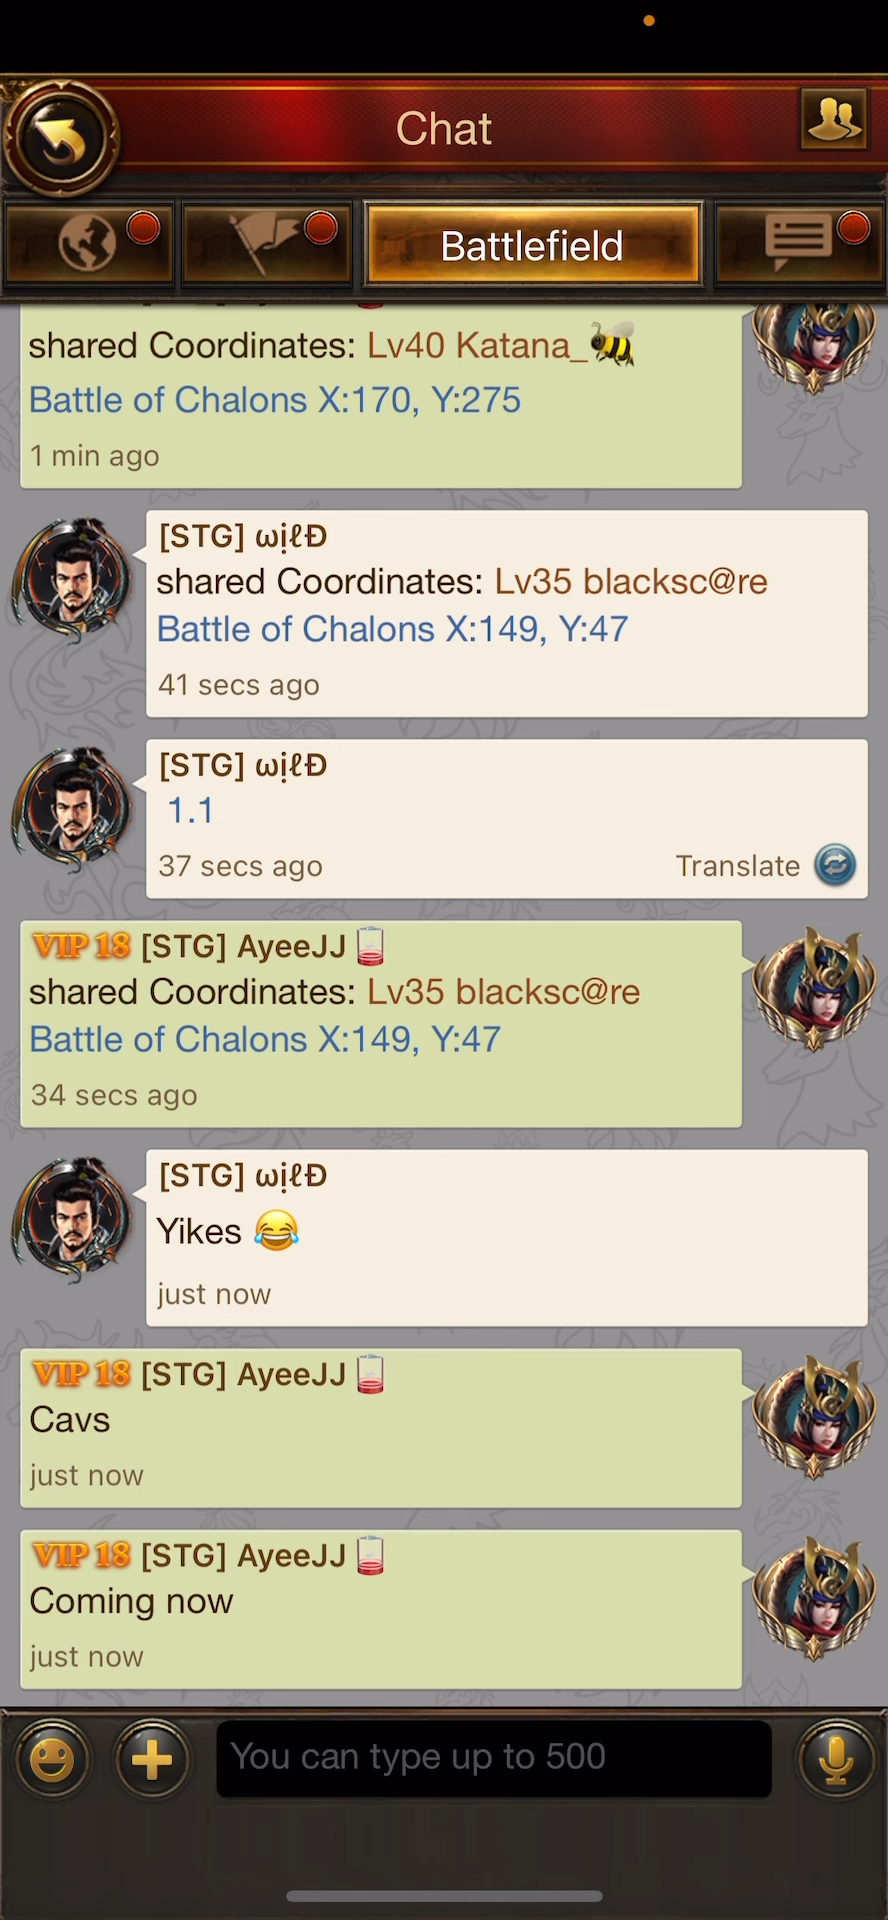 Chat
Battlefield
shared Coordinates: Lv40 Katana_🐝
Battle of Chalons X:170, Y:275
1 min ago
[STG] ωịℓĐ
shared Coordinates: Lv35 blacksc@re
Battle of Chalons X:149, Y:47
41 secs ago
[STG] ωịℓĐ
1.1
37 secs ago Translate
VIP 18 [STG] AyeeJJ🪫
shared Coordinates: Lv35 blacksc@re
Battle of Chalons X:149, Y:47
34 secs ago
[STG] ωịℓĐ
Yikes 😂
just now
VIP 18 [STG] AyeeJJ🪫
Cavs
just now
VIP 18 [STG] AyeeJJ🪫
Coming now
just now
You can type up to 500